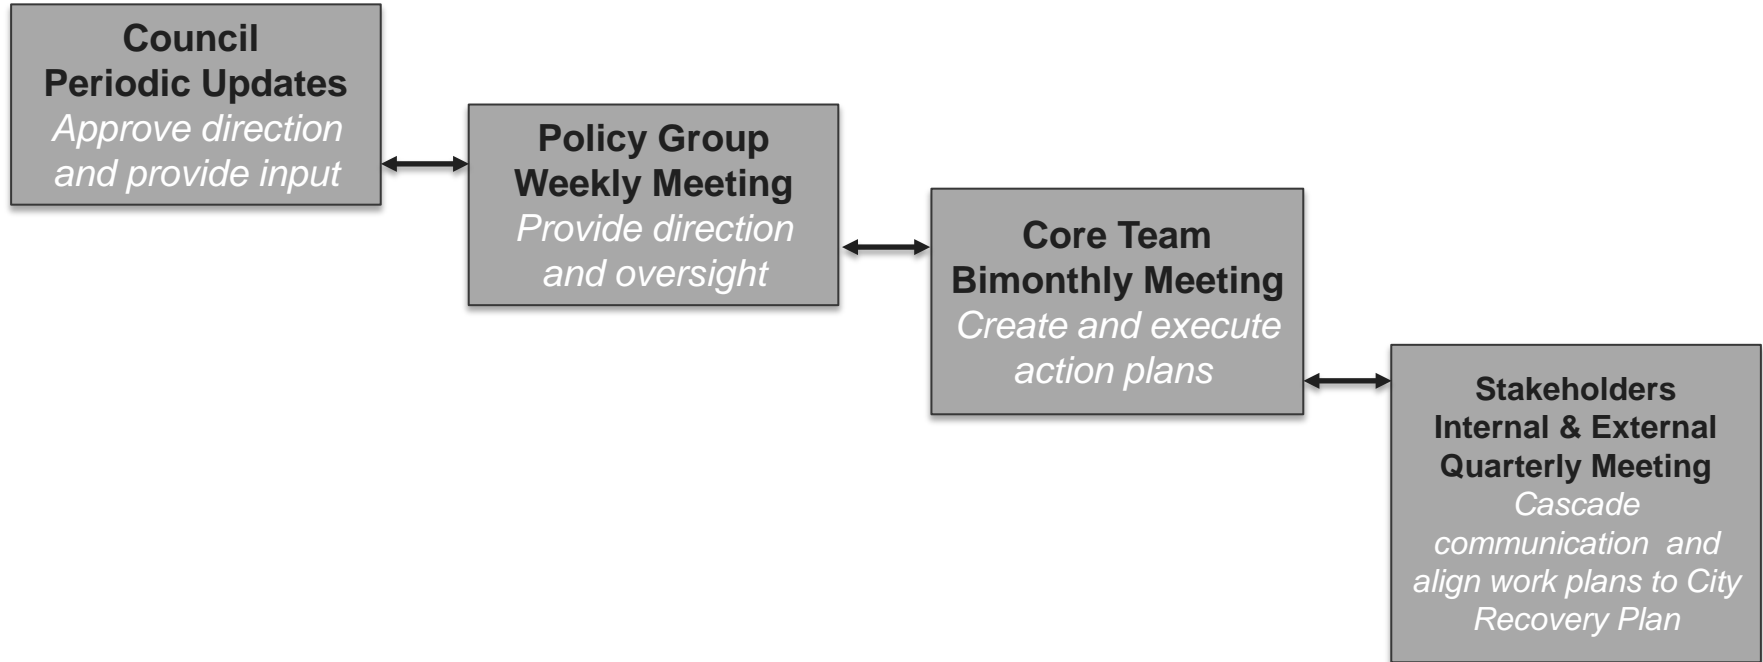 Council
Periodic Updates
Approve direction
and provide input
Policy Group
Weekly Meeting
Provide direction
and oversight
Core Team
Bimonthly Meeting
Create and execute
action plans
Stakeholders
Internal & External
Quarterly Meeting
Cascade
communication  and
align work plans to City
Recovery Plan